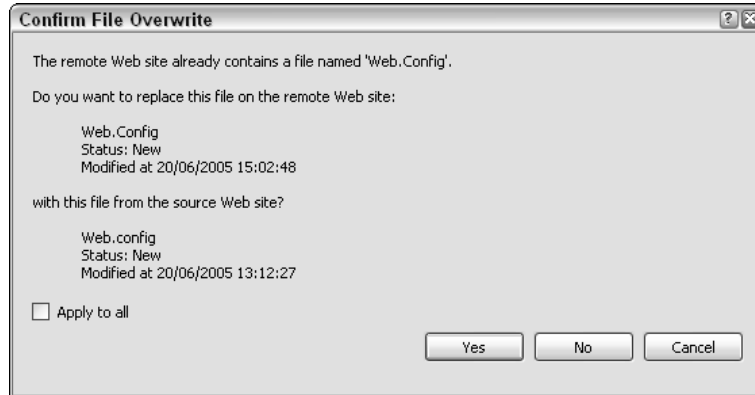 Confirm File Overwrite
The remote Web site already contains a file named 'Web.Config'.
Do you want to replace this file on the remote Web site:
Web.Config
Status: New
Modified at 20/06/2005 15:02:48
with this file from the source Web site?
Web.config
Status: New
Modified at 20/06/2005 13:12:27
Apply to all
Yes No Cancel